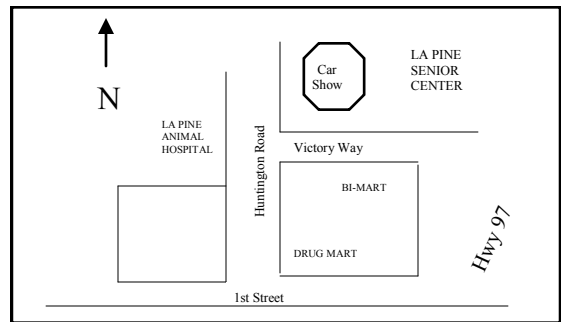 N
LA PINE
ANIMAL
HOSPITAL
Huntington Road
Car
Show
LA PINE
SENIOR
CENTER
Victory Way
BI-MART
DRUG MART
Hwy 97
1st Street